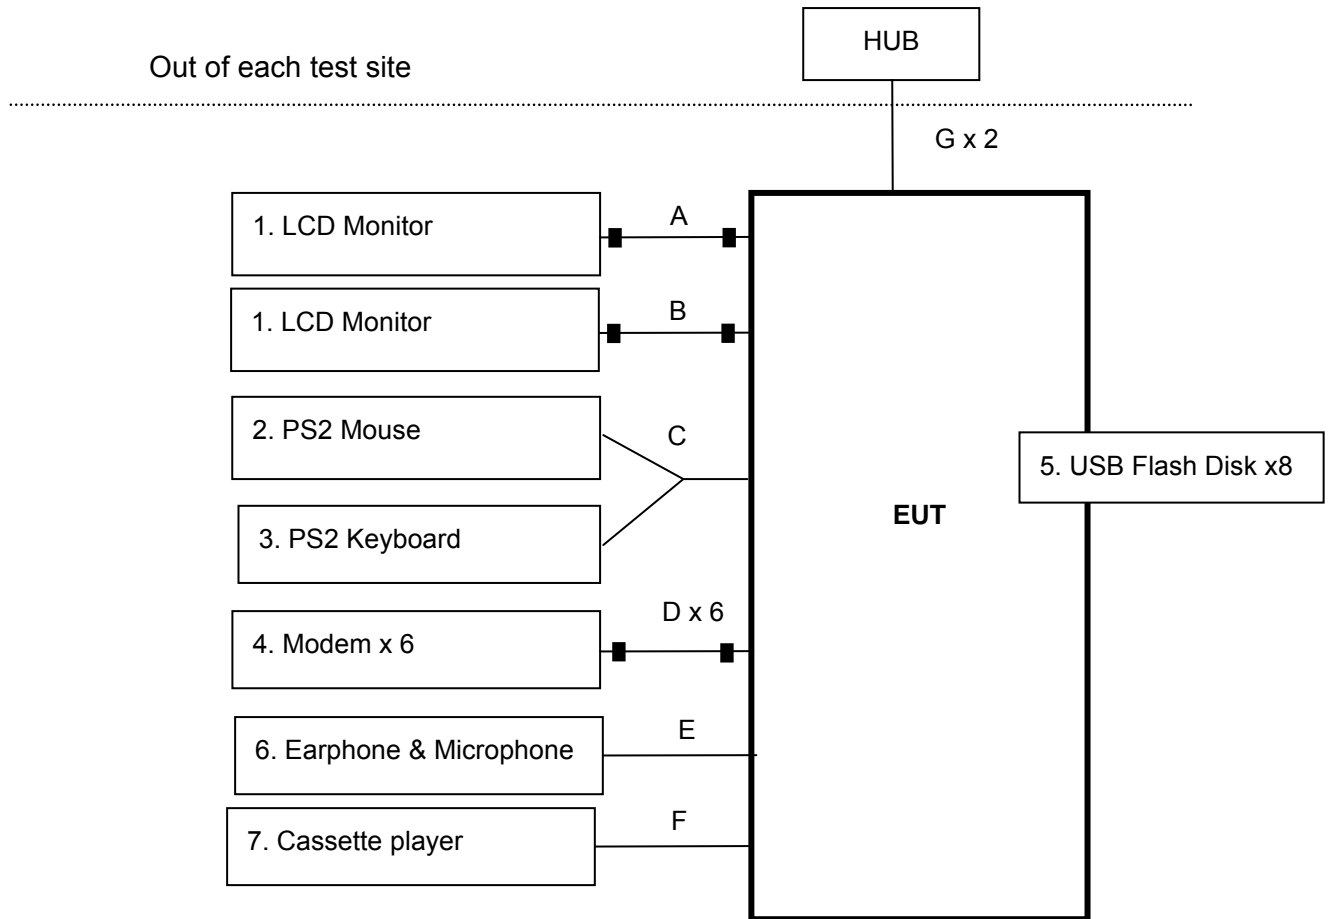 HUB
Out of each test site
G x 2
1. LCD Monitor
A
1. LCD Monitor
B
2. PS2 Mouse
C
5. USB Flash Disk x8
EUT
3. PS2 Keyboard
D x 6
4. Modem x 6
6. Earphone & Microphone
E
7. Cassette player
F